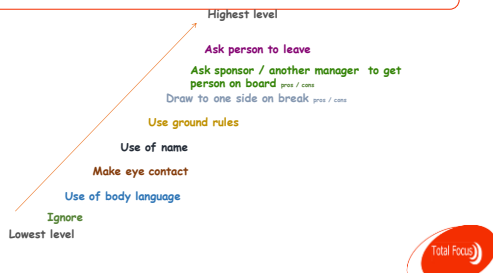 Highest level
Ask person to leave
Ask sponsor / another manager to get
person on board pros / cons
Draw to one side on break pros / cons
Use ground rules
Use of name
Make eye contact
Use of body language
Ignore
Lowest level
Total Focus